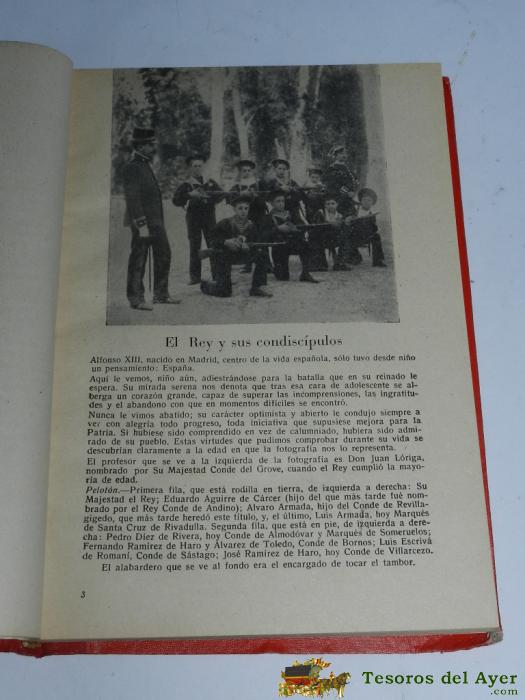 El Rey y sus condiscípulos
Alfonso XIII, nacido en Madrid, centro de la vida española, sólo tuvo desde niño
un pensamiento: España.
Aquí le vemos, niño aún, adiestrándose para la batalla que en su reinado le
espera. Su mirada serena nos denota que tras esa cara de adolescente se al-
berga un corazón grande, capaz de superar las incomprensiones, las ingratitu-
des y el abandono con que en momentos difíciles se encontró.
Nunca le vimos abatido; su carácter optimista y abierto le condujo siempre a
ver con alegría todo progreso, toda iniciativa que supusiese mejora para la
Patria. Si hubiese sido comprendido en vez de calumniado, hubiera sido admi-
rado de su pueblo. Estas virtudes que pudimos comprobar durante su vida se
descubrían claramente a la edad en que la fotografía nos lo representa.
El profesor que se ve a la izquierda de la fotografía es Don Juan Lóriga,
nombrado por Su Majestad Conde del Grove, cuando el Rey cumplió la mayo-
ría de edad.
Pelotón.—Primera fila, que está rodilla en tierra, de izquierda a derecha: Su
Majestad el Rey; Eduardo Aguirre de Cárcer (hijo del que más tarde fué nom-
brado por el Rey Conde de Andino); Alvaro Armada, hijo del Conde de Revilla-
gigedo, que más tarde heredó este título, y, el último, Luis Armada, hoy Marqués
de Santa Cruz de Rivadulla. Segunda fila, que está en pie, de izquierda a dere-
cha: Pedro Díez de Rivera, hoy Conde de Almodóvar y Marqués de Someruelos;
Fernando Ramírez de Haro y Álvarez de Toledo, Conde de Bornos; Luis Escrivá
de Romaní, Conde de Sástago; José Ramírez de Haro, hoy Conde de Villarcezo.
El alabardero que se ve al fondo era el encargado de tocar el tambor.
3
Tesoros del Ayer
.com